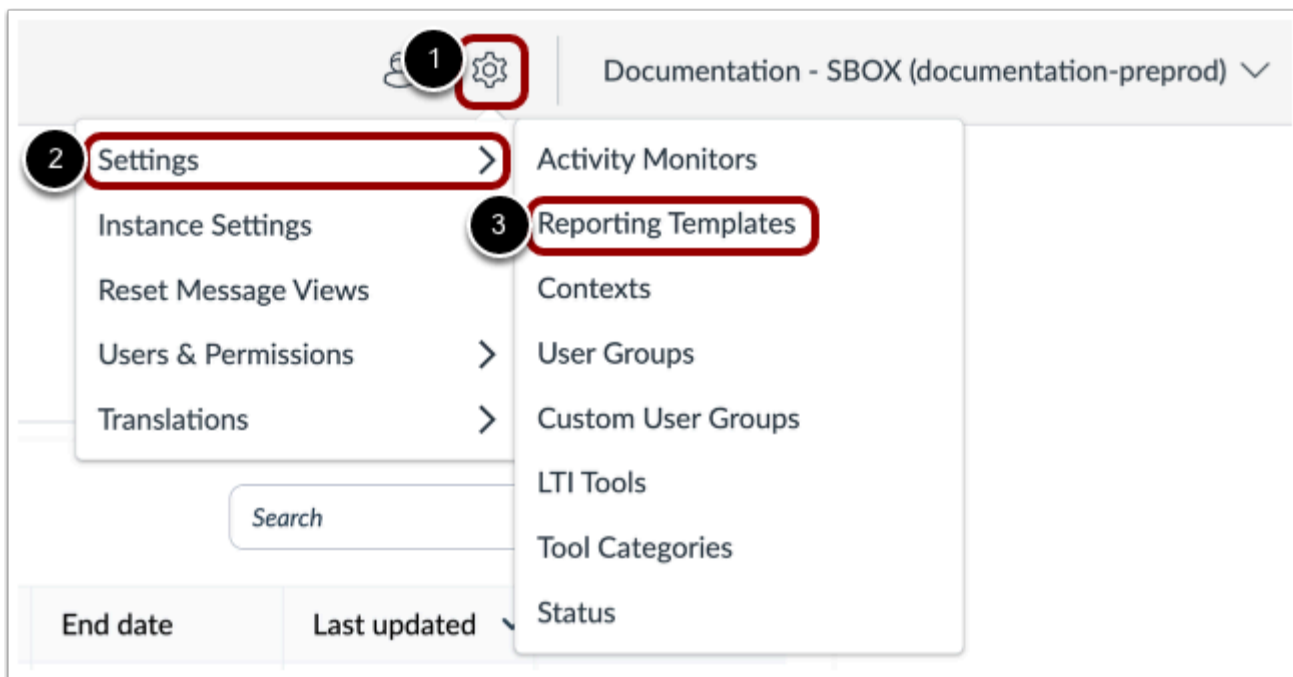 1
Documentation - SBOX (documentation-preprod)
2
Settings
Instance Settings
Reset Message Views
Users & Permissions
Translations
Activity Monitors
3
Reporting Templates
Contexts
User Groups
Custom User Groups
LTI Tools
Tool Categories
Status
Search
End date
Last updated